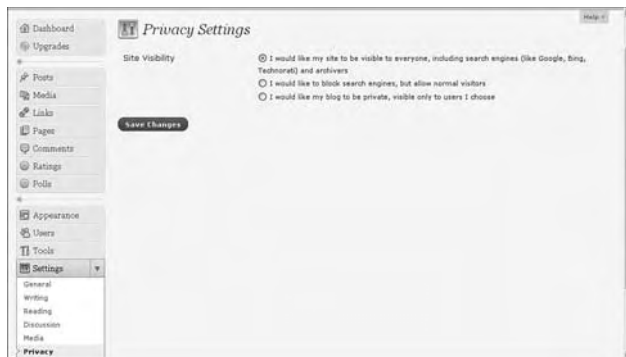 Help
Dashboard
Upgrades
Posts
Media
Links
Pages
Comments
Ratings
Polls
Appearance
Users
Tools
Settings
General
Writing
Reading
Discussion
Media
Privacy
Privacy Settings
Site Visibility
I would like my site to be visible to everyone, including search engines (like Google, Bing,
Technorati) and archivers
I would like to block search engines, but allow normal visitors
I would like my blog to be private, visible only to users I choose
Save Changes